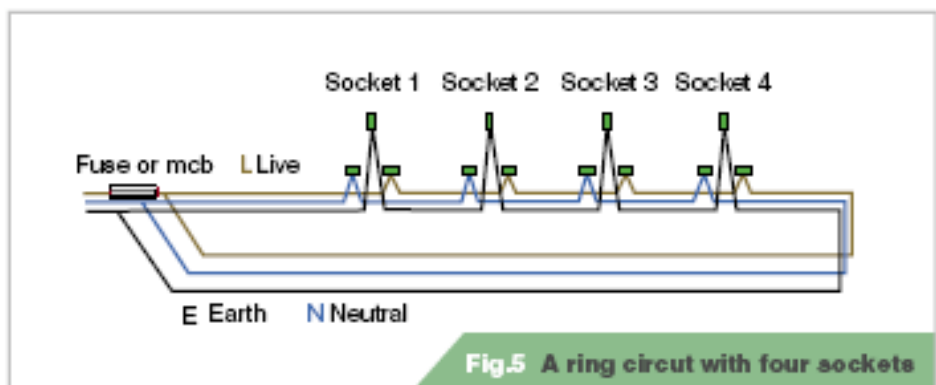 Socket 1 Socket 2 Socket 3 Socket 4
Fuse or mcb L Live
E Earth N Neutral
Fig.5 A ring circut with four sockets